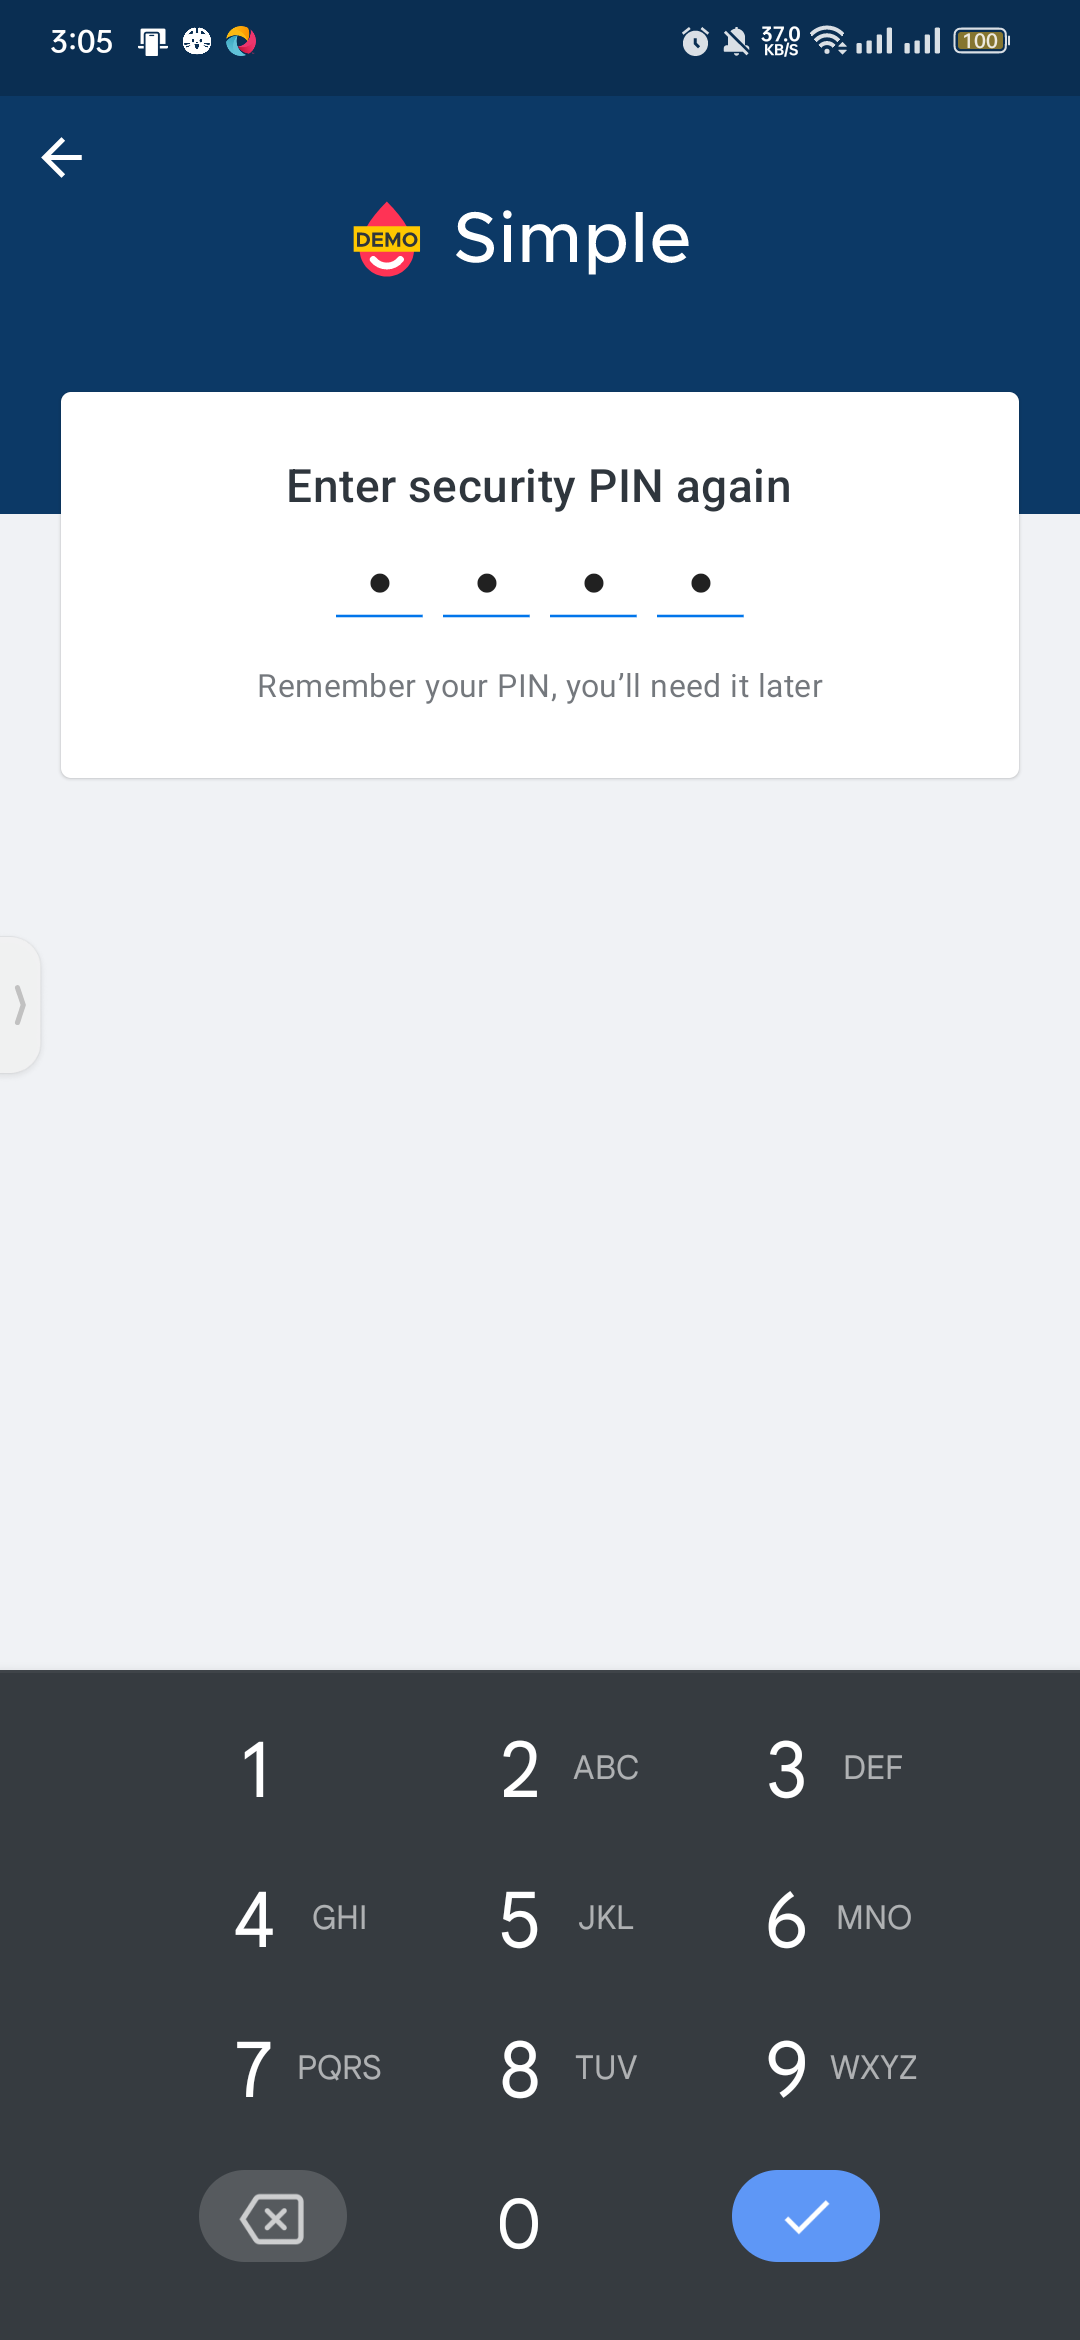 3:05 37.0 KB/S 100
DEMO Simple
Enter security PIN again
Remember your PIN, you’ll need it later
1 2 ABC 3 DEF
4 GHI 5 JKL 6 MNO
7 PQRS 8 TUV 9 WXYZ
0